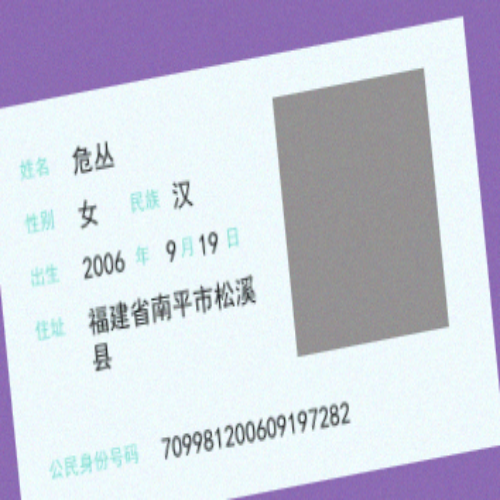 姓名 危丛
性别 女 民族 汉
出生 2006 年 9 月 19 日
住址 福建省南平市松溪
县
公民身份号码 709981200609197282